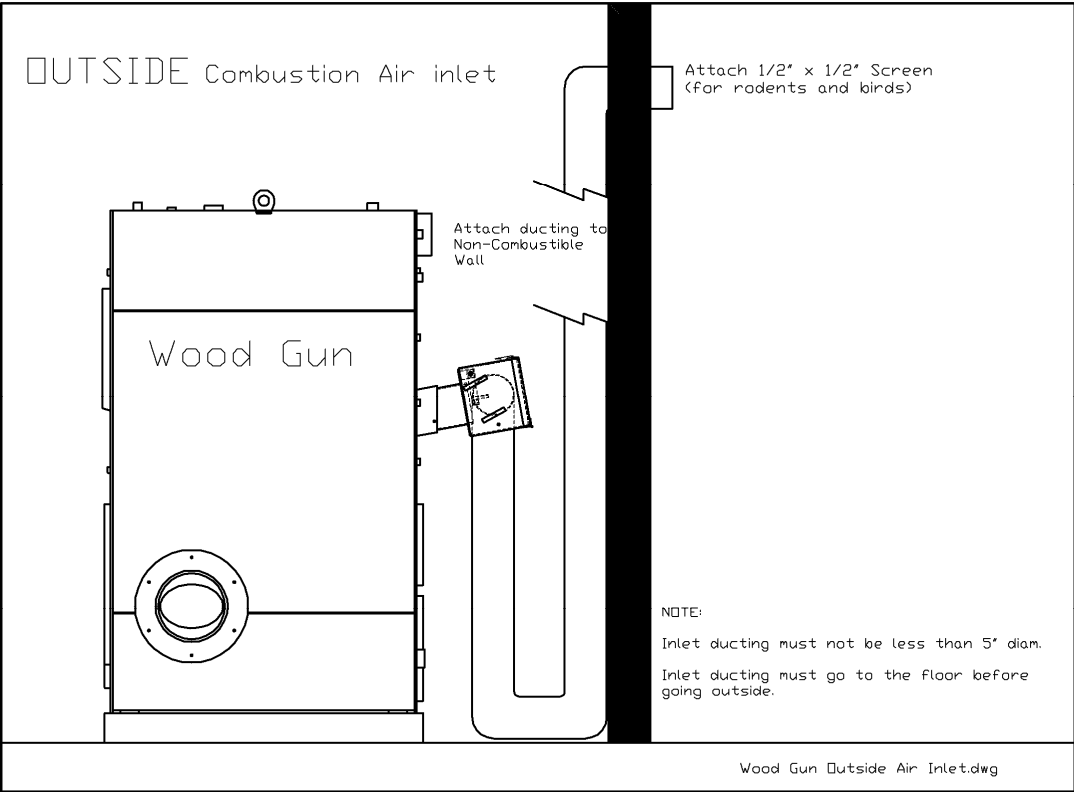 OUTSIDE Combustion Air inlet
Attach 1/2" x 1/2" Screen
(for rodents and birds)
Attach ducting to
Non-Combustible
Wall
Wood Gun
NOTE:
Inlet ducting must not be less than 5" diam.
Inlet ducting must go to the floor before
going outside.
Wood Gun Outside Air Inlet.dwg